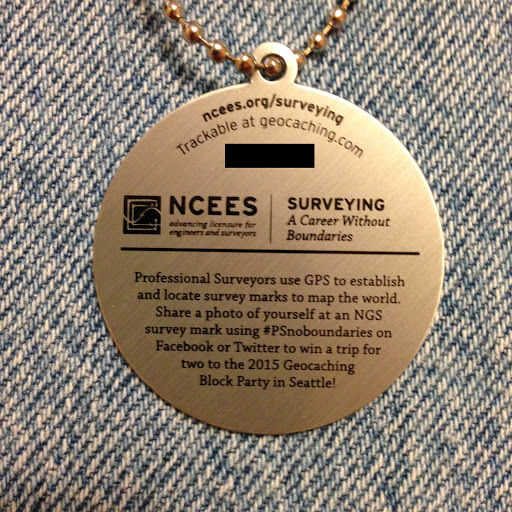 ncees.org/surveying
Trackable at geocaching.com
NCEES
advancing licensure for
engineers and surveyors
SURVEYING
A Career Without
Boundaries
Professional Surveyors use GPS to establish
and locate survey marks to map the world.
Share a photo of yourself at an NGS
survey mark using #PSnoboundaries on
Facebook or Twitter to win a trip for
two to the 2015 Geocaching
Block Party in Seattle!